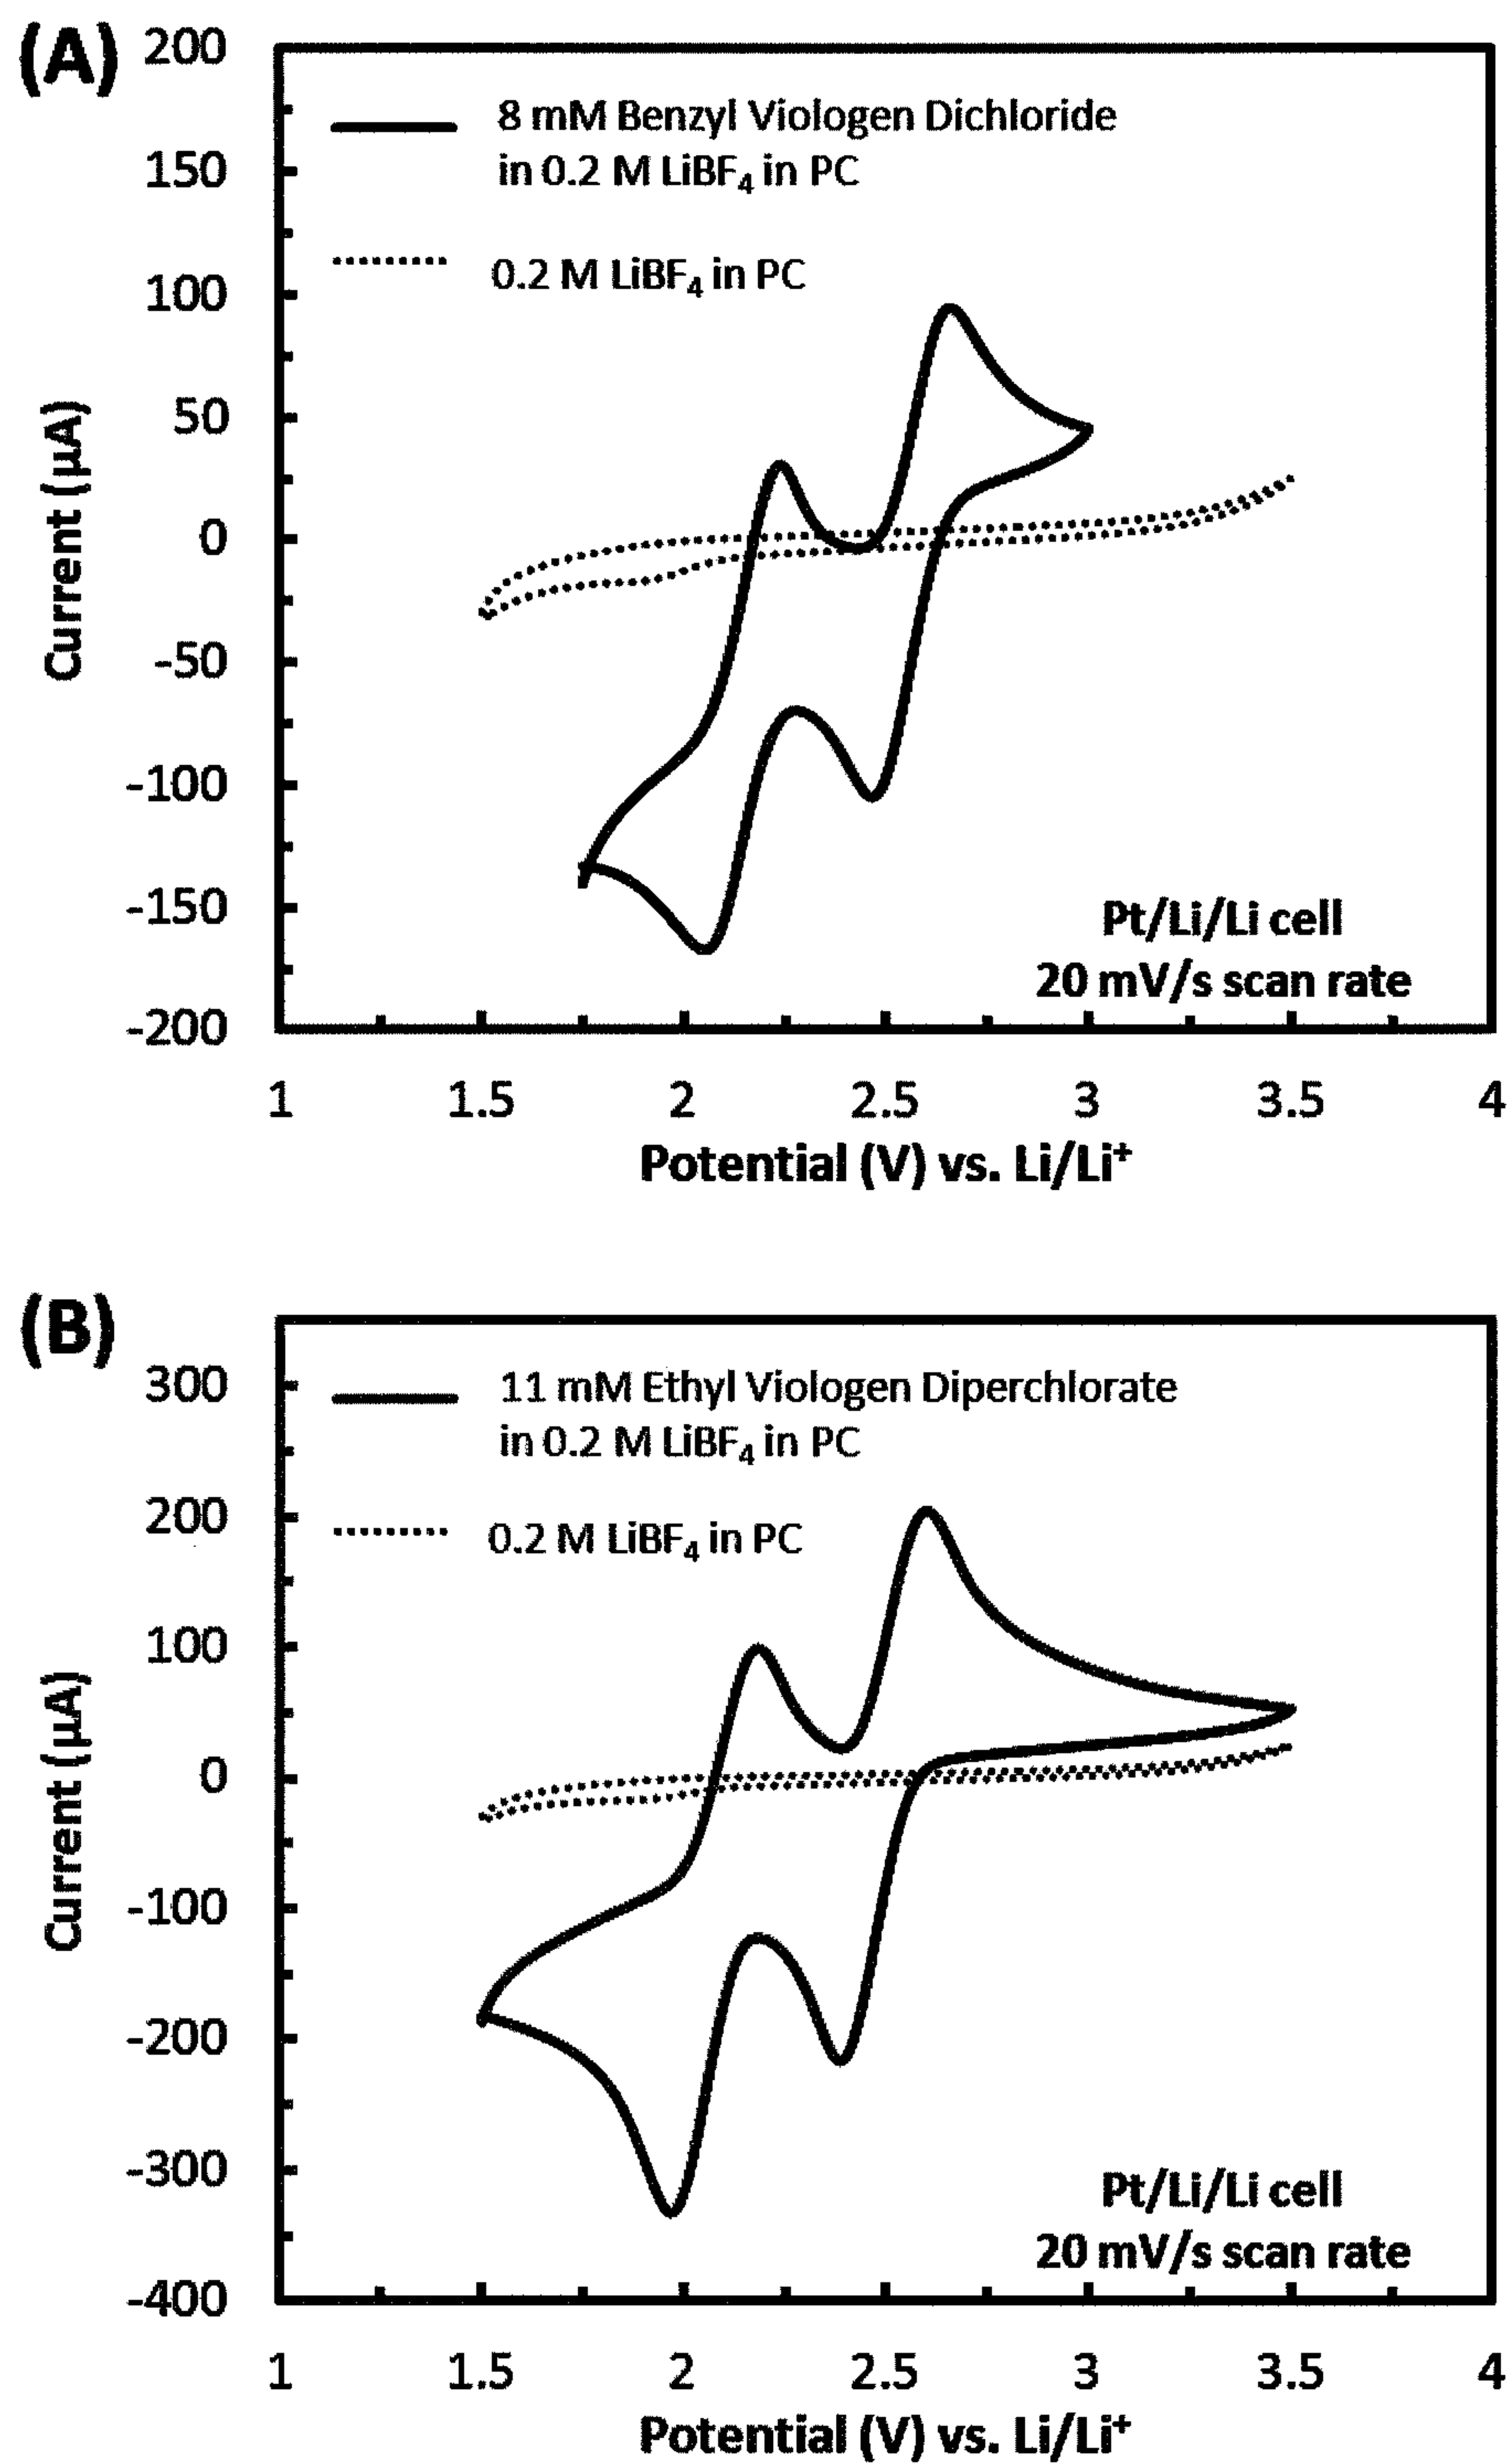 (A)
200
150
100
50
0
-50
-100
-150
-200
Current (µA)
8 mM Benzyl Viologen Dichloride
in 0.2 M LiBF₄ in PC
0.2 M LiBF₄ in PC
Pt/Li/Li cell
20 mV/s scan rate
1 1.5 2 2.5 3 3.5 4
Potential (V) vs. Li/Li⁺
(B)
300
200
100
0
-100
-200
-300
-400
Current (µA)
11 mM Ethyl Viologen Diperchlorate
in 0.2 M LiBF₄ in PC
0.2 M LiBF₄ in PC
Pt/Li/Li cell
20 mV/s scan rate
1 1.5 2 2.5 3 3.5 4
Potential (V) vs. Li/Li⁺